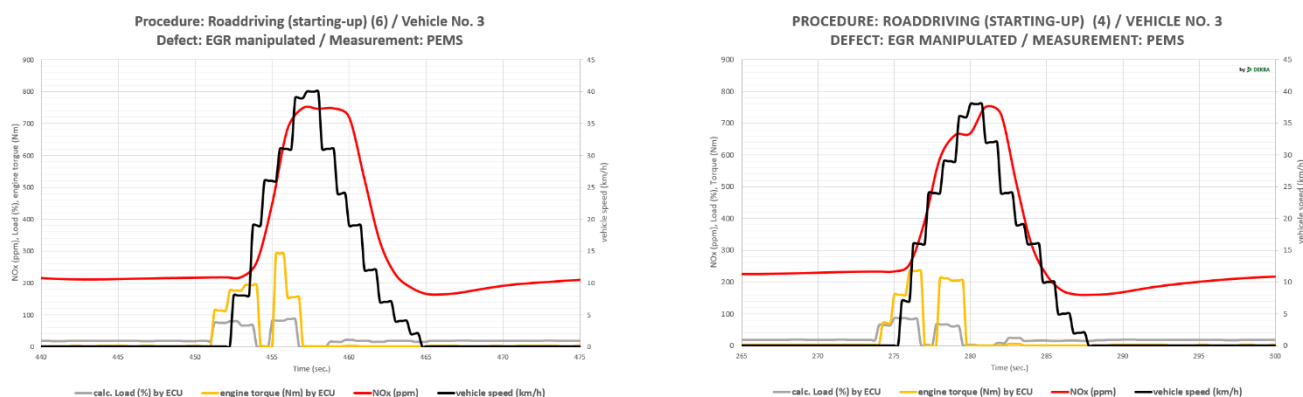 Procedure: Roaddriving (starting-up) (6) / Vehicle No. 3
Defect: EGR manipulated / Measurement: PEMS
900
800
700
600
500
400
300
200
100
0
NOx (ppm), Load (%), engine torque (Nm)
45
40
35
30
25
20
15
10
5
0
vehicle speed (km/h)
440 445 450 455 460 465 470 475
Time (sec.)
calc. Load (%) by ECU engine torque (Nm) by ECU NOx (ppm) vehicle speed (km/h)
PROCEDURE: ROADDRIVING (STARTING-UP) (4) / VEHICLE NO. 3
DEFECT: EGR MANIPULATED / MEASUREMENT: PEMS
900
800
700
600
500
400
300
200
100
0
NOx (ppm), Load (%), Torque (Nm)
by DEKRA
45
40
35
30
25
20
15
10
5
0
vehicele speed (km/h)
265 270 275 280 285 290 295 300
Time (sec.)
calc. Load (%) by ECU engine torque (Nm) by ECU NOx (ppm) vehicle speed (km/h)